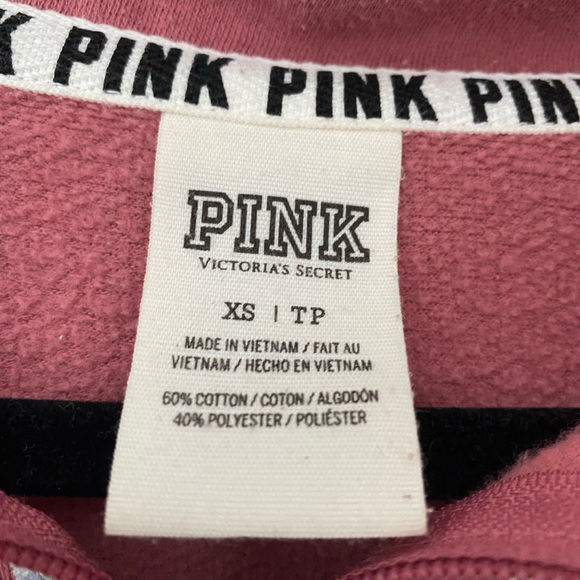 K PINK PINK PIN
PINK
VICTORIA'S SECRET
XS | TP
MADE IN VIETNAM / FAIT AU
VIETNAM / HECHO EN VIETNAM
60% COTTON / COTON / ALGODÓN
40% POLYESTER / POLIÉSTER